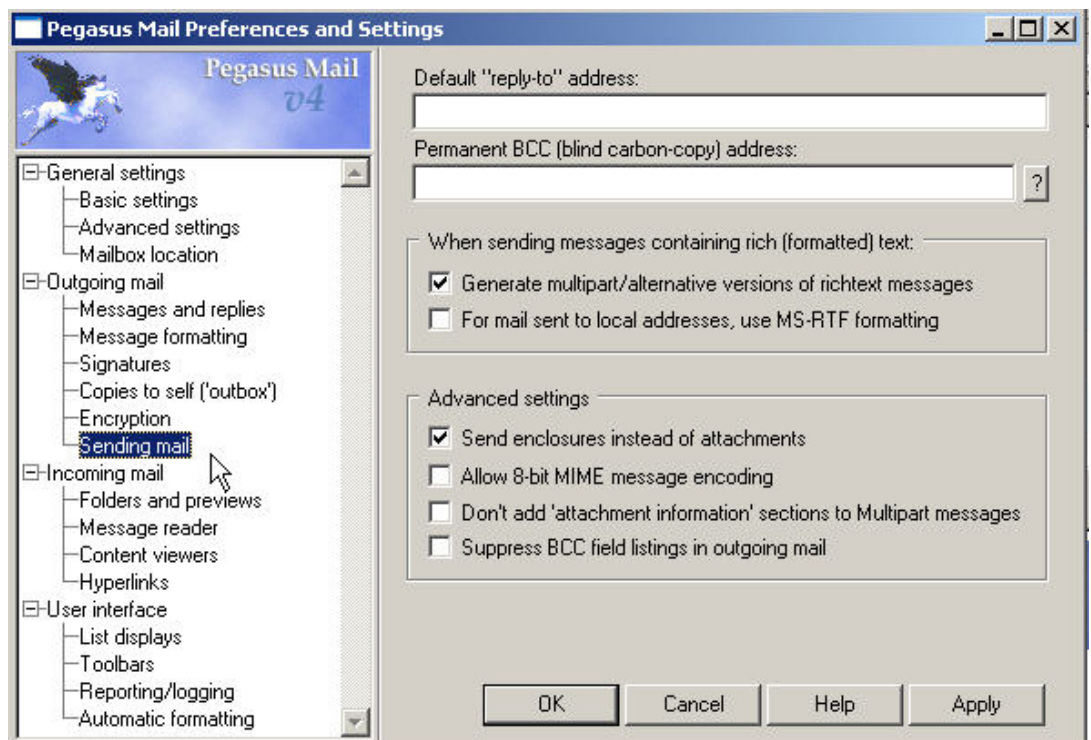 Pegasus Mail Preferences and Settings
Pegasus Mail
v4
General settings
Basic settings
Advanced settings
Mailbox location
Outgoing mail
Messages and replies
Message formatting
Signatures
Copies to self ('outbox')
Encryption
Sending mail
Incoming mail
Folders and previews
Message reader
Content viewers
Hyperlinks
User interface
List displays
Toolbars
Reporting/logging
Automatic formatting
Default "reply-to" address:
Permanent BCC (blind carbon-copy) address:
?
When sending messages containing rich (formatted) text:
Generate multipart/alternative versions of richtext messages
For mail sent to local addresses, use MS-RTF formatting
Advanced settings
Send enclosures instead of attachments
Allow 8-bit MIME message encoding
Don't add 'attachment information' sections to Multipart messages
Suppress BCC field listings in outgoing mail
OK
Cancel
Help
Apply